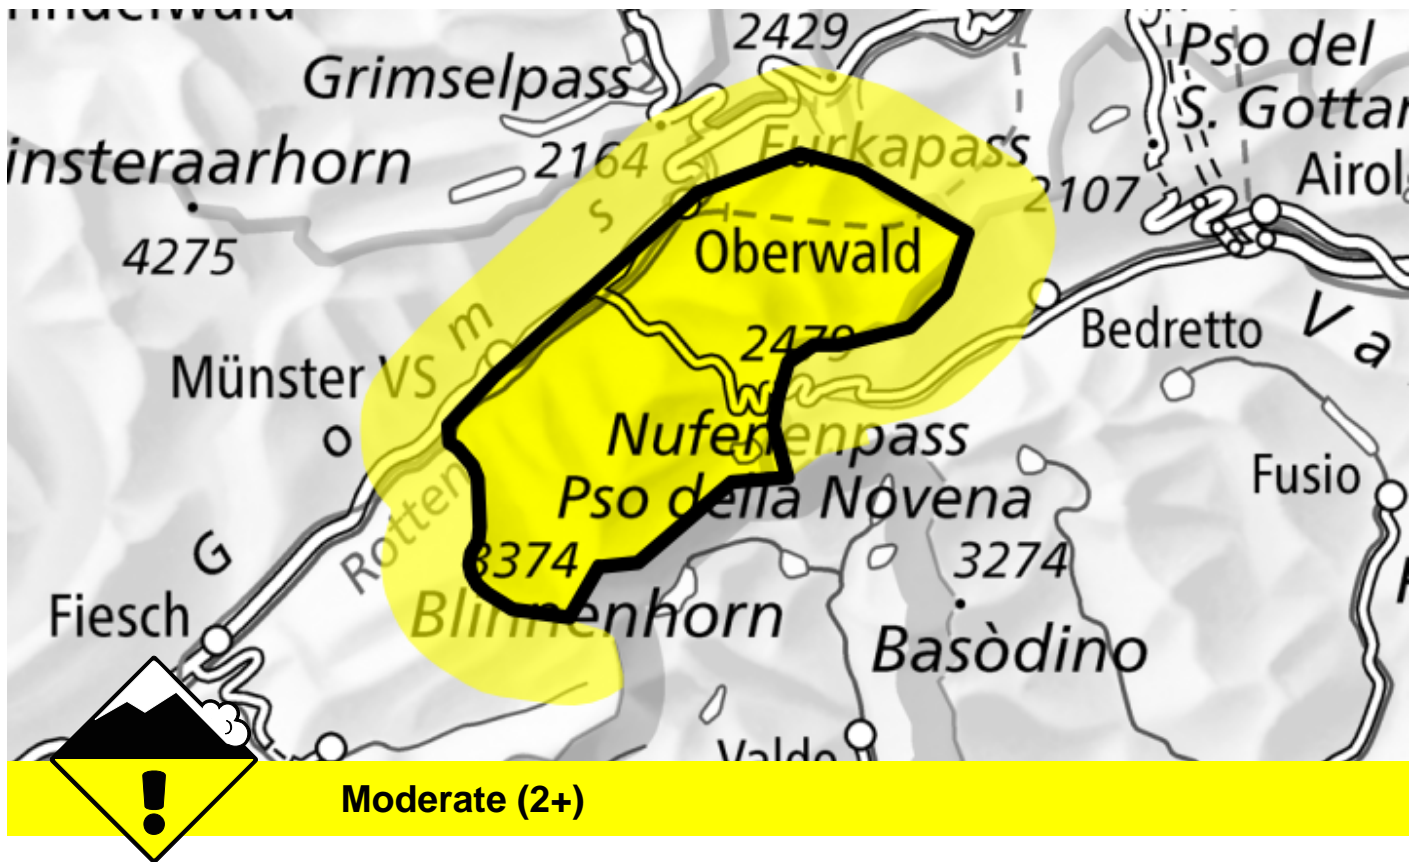 2429
Pso del
Grimselpass
S. Gottar
insteraarhorn
2164
Furkapass
Airol
2107
s
4275
Oberwald
m
2479
Bedretto
V a
Münster VS
o
Nufenenpass
Fusio
Pso della Novena
Rotten
G
3374
3274
Fiesch
Blinnenhorn
Basòdino
Valde
Moderate (2+)